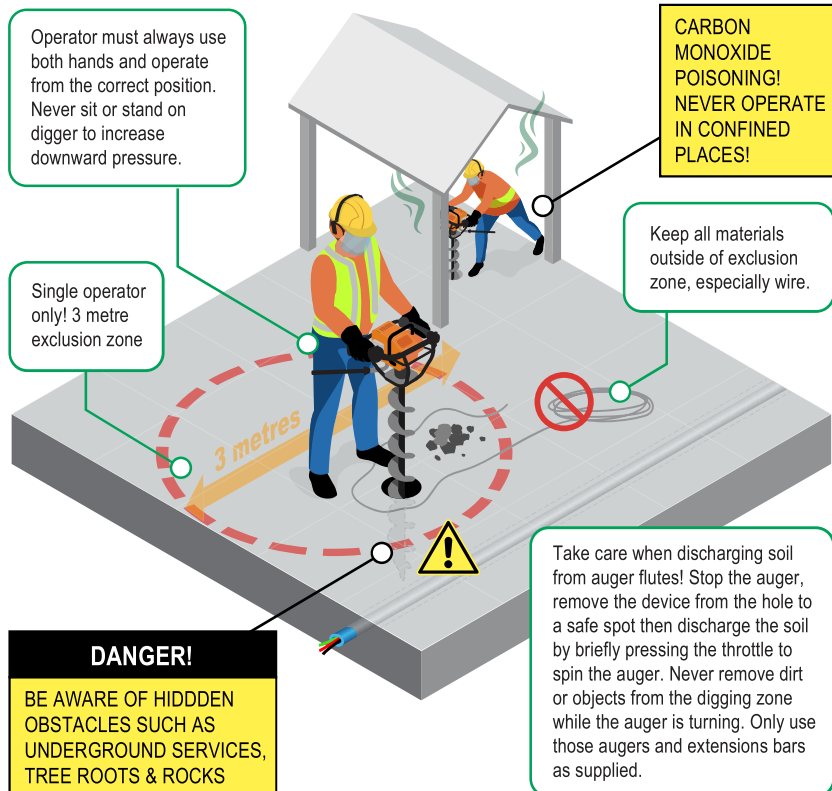 Operator must always use
both hands and operate
from the correct position.
Never sit or stand on
digger to increase
downward pressure.
CARBON
MONOXIDE
POISONING!
NEVER OPERATE
IN CONFINED
PLACES!
Single operator
only! 3 metre
exclusion zone
Keep all materials
outside of exclusion
zone, especially wire.
3 metres
DANGER!
BE AWARE OF HIDDDEN
OBSTACLES SUCH AS
UNDERGROUND SERVICES,
TREE ROOTS & ROCKS
Take care when discharging soil
from auger flutes! Stop the auger,
remove the device from the hole to
a safe spot then discharge the soil
by briefly pressing the throttle to
spin the auger. Never remove dirt
or objects from the digging zone
while the auger is turning. Only use
those augers and extensions bars
as supplied.